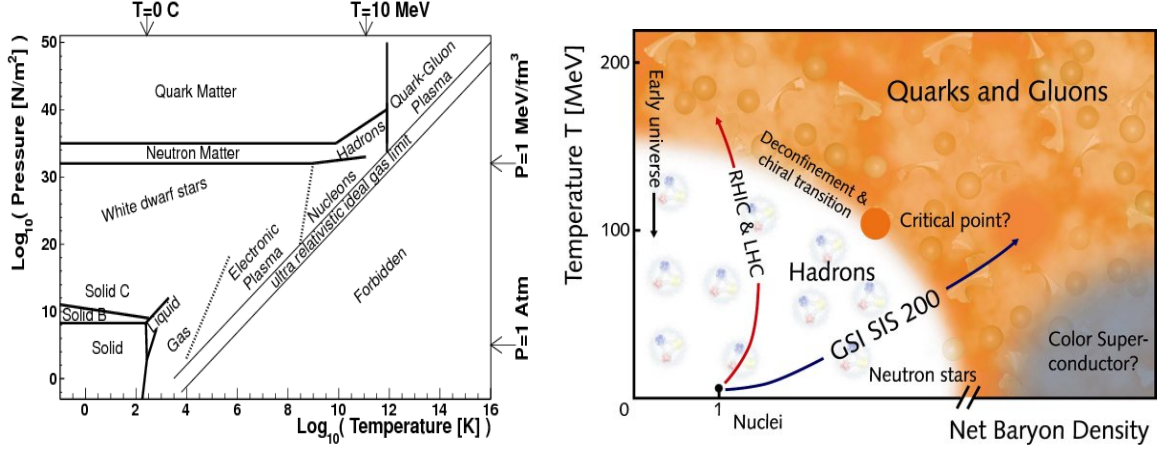 T=0 C
T=10 MeV
Log10( Pressure [N/m²] )
50
40
30
20
10
0
Quark Matter
Quark-Gluon
Plasma
Hadrons
Neutron Matter
White dwarf stars
Nucleons
Electronic
Plasma
ultra relativistic ideal gas limit
Forbidden
Solid C
Solid B
Solid
Liquid
Gas
P=1 MeV/fm³
P=1 Atm
0
2
4
6
8
10
12
14
16
Log10( Temperature [K] )
Temperature T [MeV]
200
100
0
Early universe
Quarks and Gluons
Deconfinement &
chiral transition
RHIC & LHC
Critical point?
Hadrons
GSI SIS 200
Color Super-
conductor?
Neutron stars
1
Nuclei
Net Baryon Density